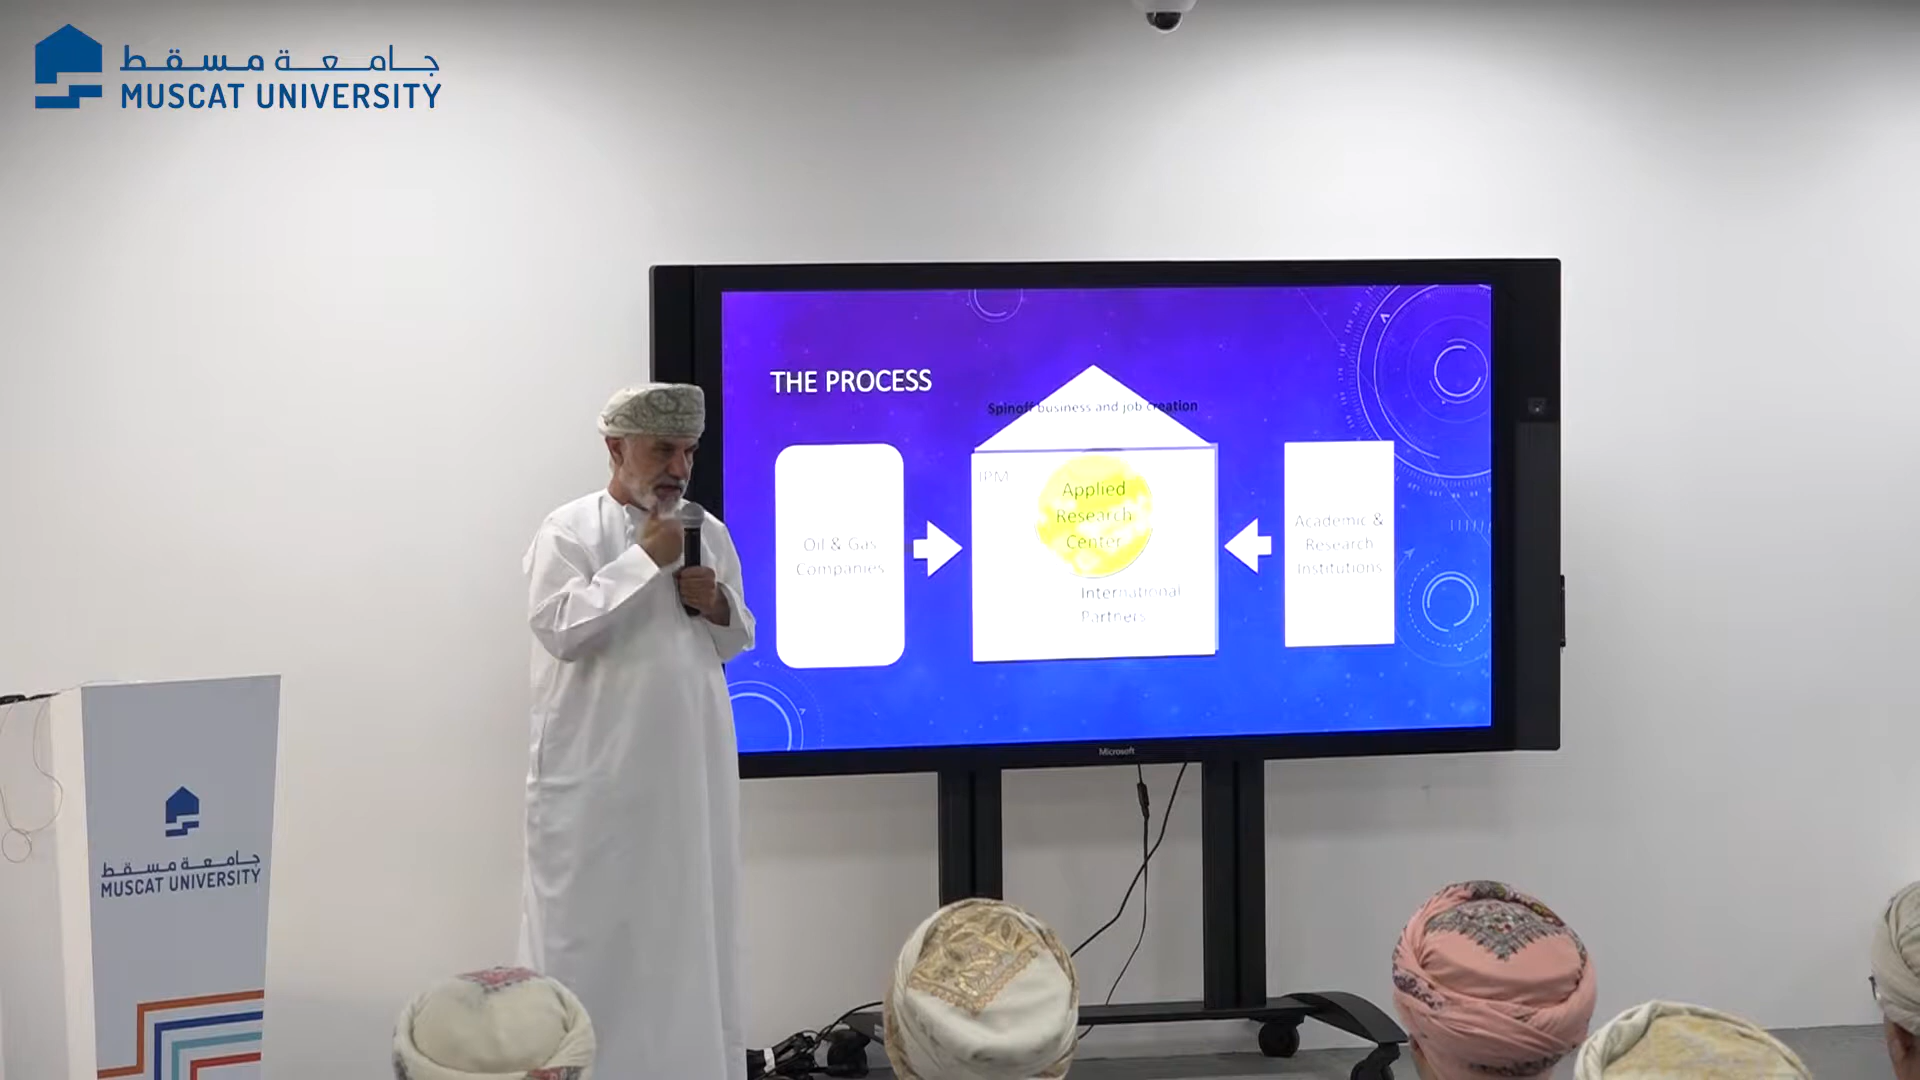 جامعة مسقط
MUSCAT UNIVERSITY
THE PROCESS
Spinoff business and job creation
Oil & Gas
Companies
IPM
Applied
Research
Center
International
Partners
Academic &
Research
Institutions
Microsoft
جامعة مسقط
MUSCAT UNIVERSITY